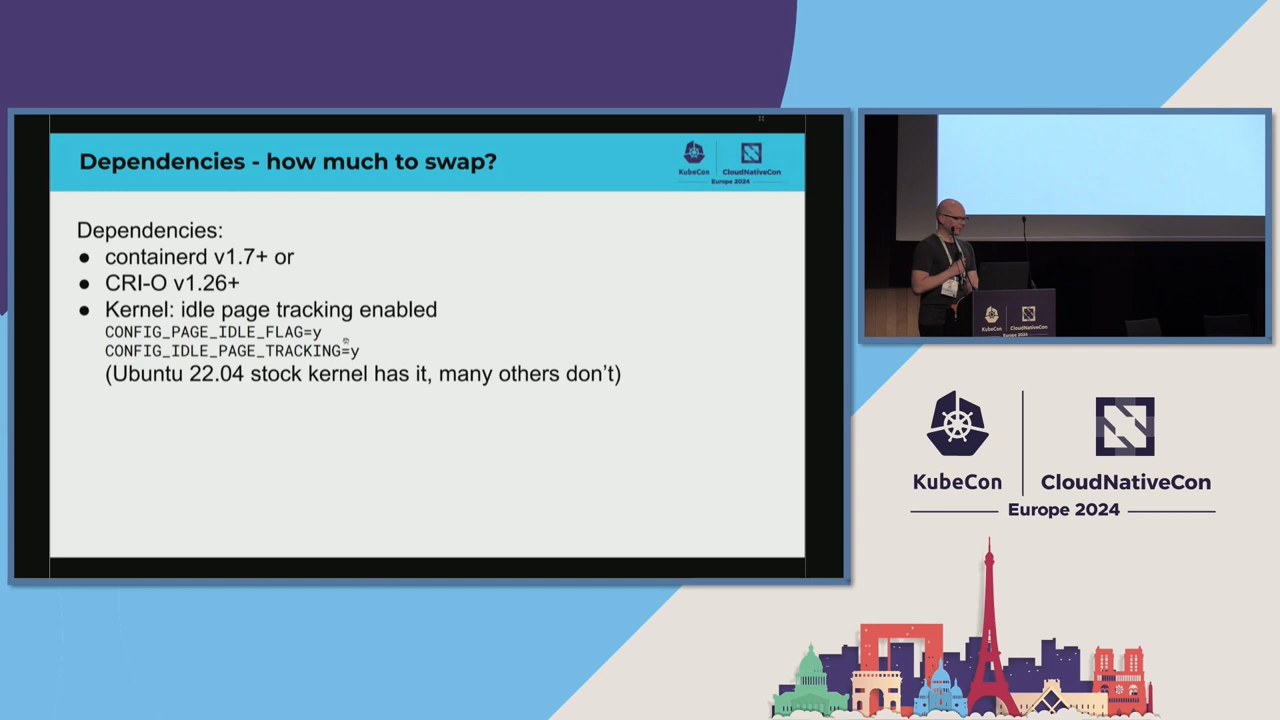 Dependencies - how much to swap?
KubeCon
CloudNativeCon
Europe 2024
Dependencies:
● containerd v1.7+ or
● CRI-O v1.26+
● Kernel: idle page tracking enabled
CONFIG_PAGE_IDLE_FLAG=y
CONFIG_IDLE_PAGE_TRACKING=y
(Ubuntu 22.04 stock kernel has it, many others don't)
KubeCon
CloudNativeCon
KubeCon
CloudNativeCon
Europe 2024